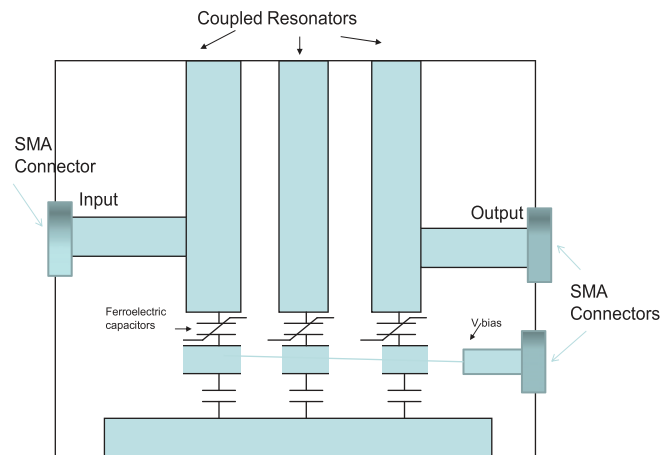 Coupled Resonators
SMA
Connector
Input
Output
SMA
Connectors
Ferroelectric
capacitors
V bias